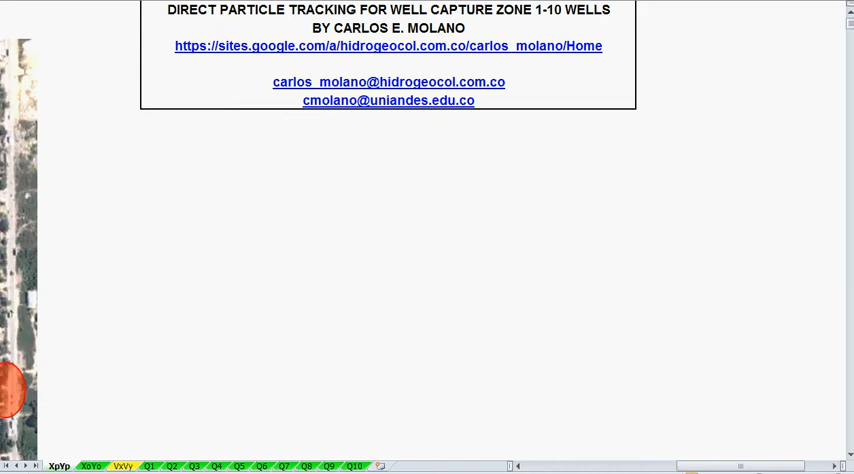 DIRECT PARTICLE TRACKING FOR WELL CAPTURE ZONE 1-10 WELLS
BY CARLOS E. MOLANO
https://sites.google.com/a/hidrogeocol.com.co/carlos_molano/Home
carlos_molano@hidrogeocol.com.co
cmolano@uniandes.edu.co
XpYp XoYo VxVy Q1 Q2 Q3 Q4 Q5 Q6 Q7 Q8 Q9 Q10